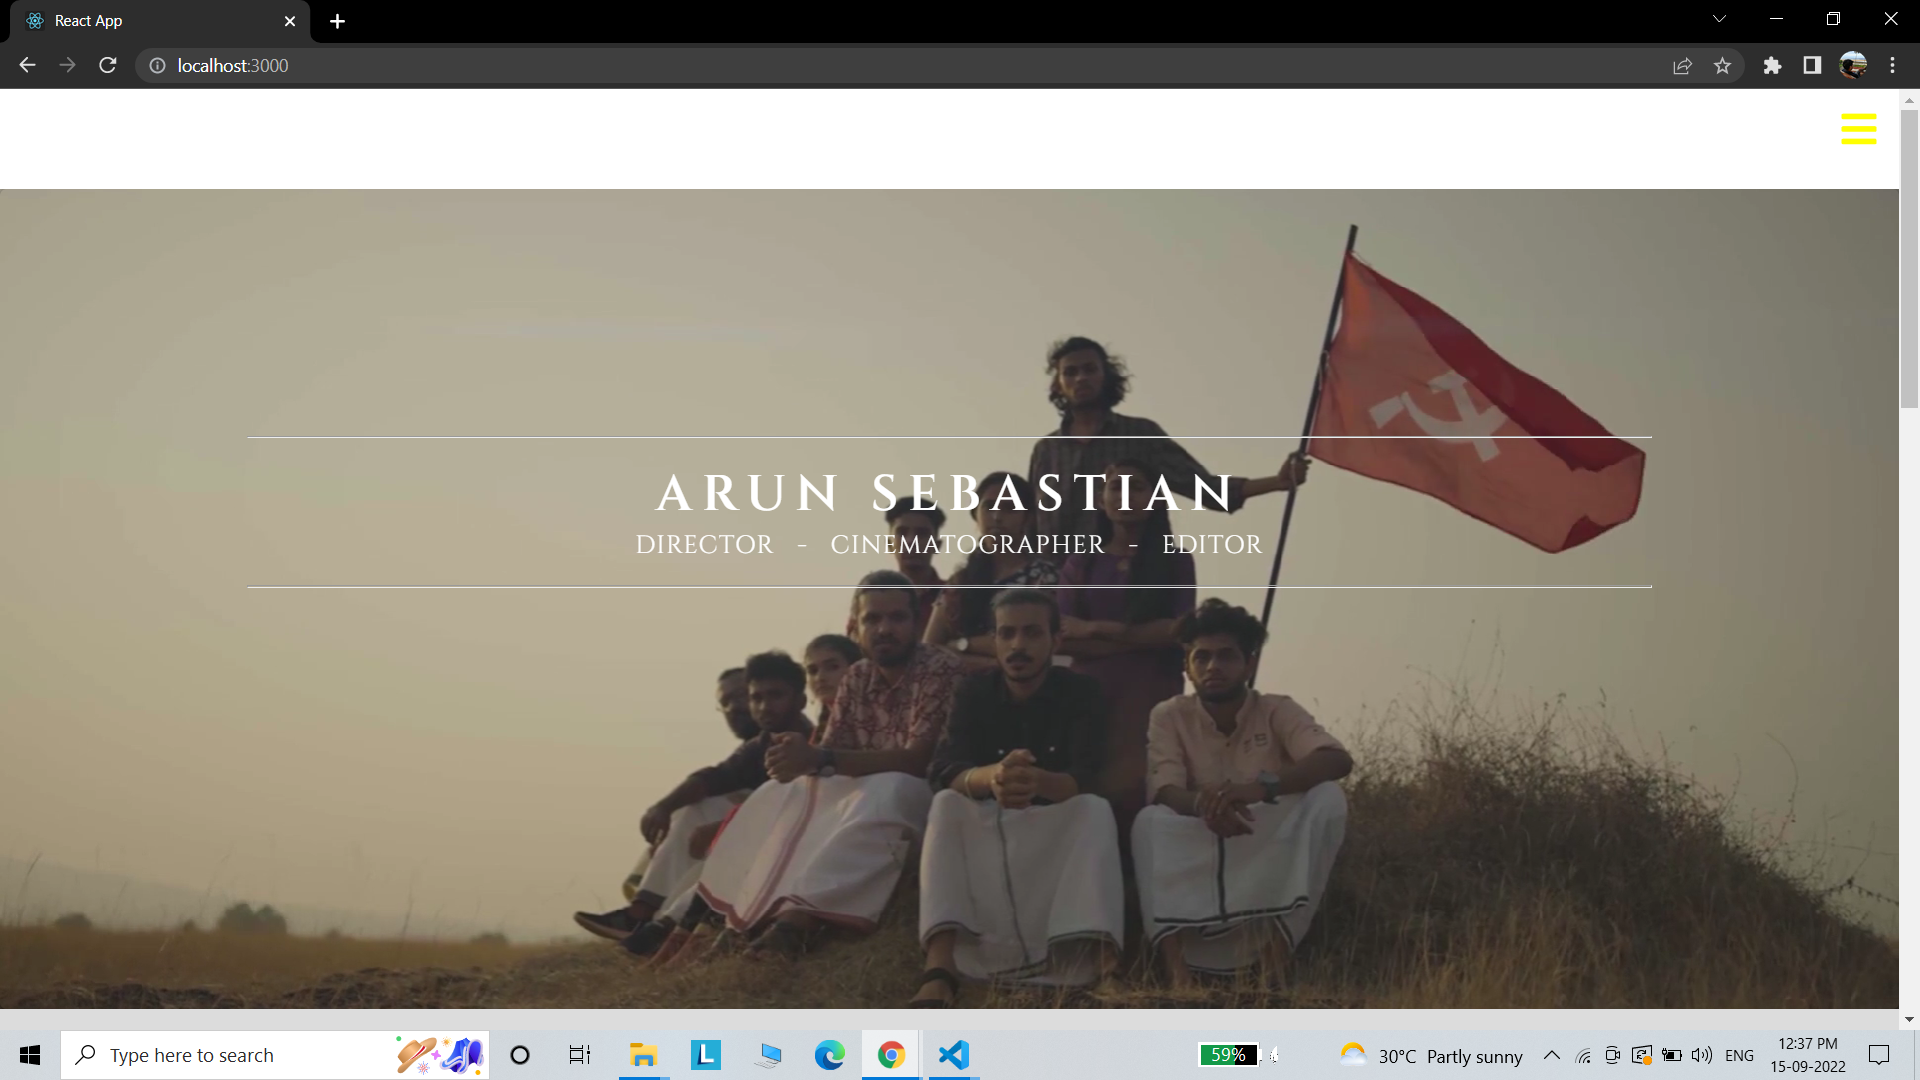 React App
localhost:3000
ARUN SEBASTIAN
DIRECTOR - CINEMATOGRAPHER - EDITOR
Type here to search
L
59%
30°C Partly sunny
ENG
12:37 PM
15-09-2022